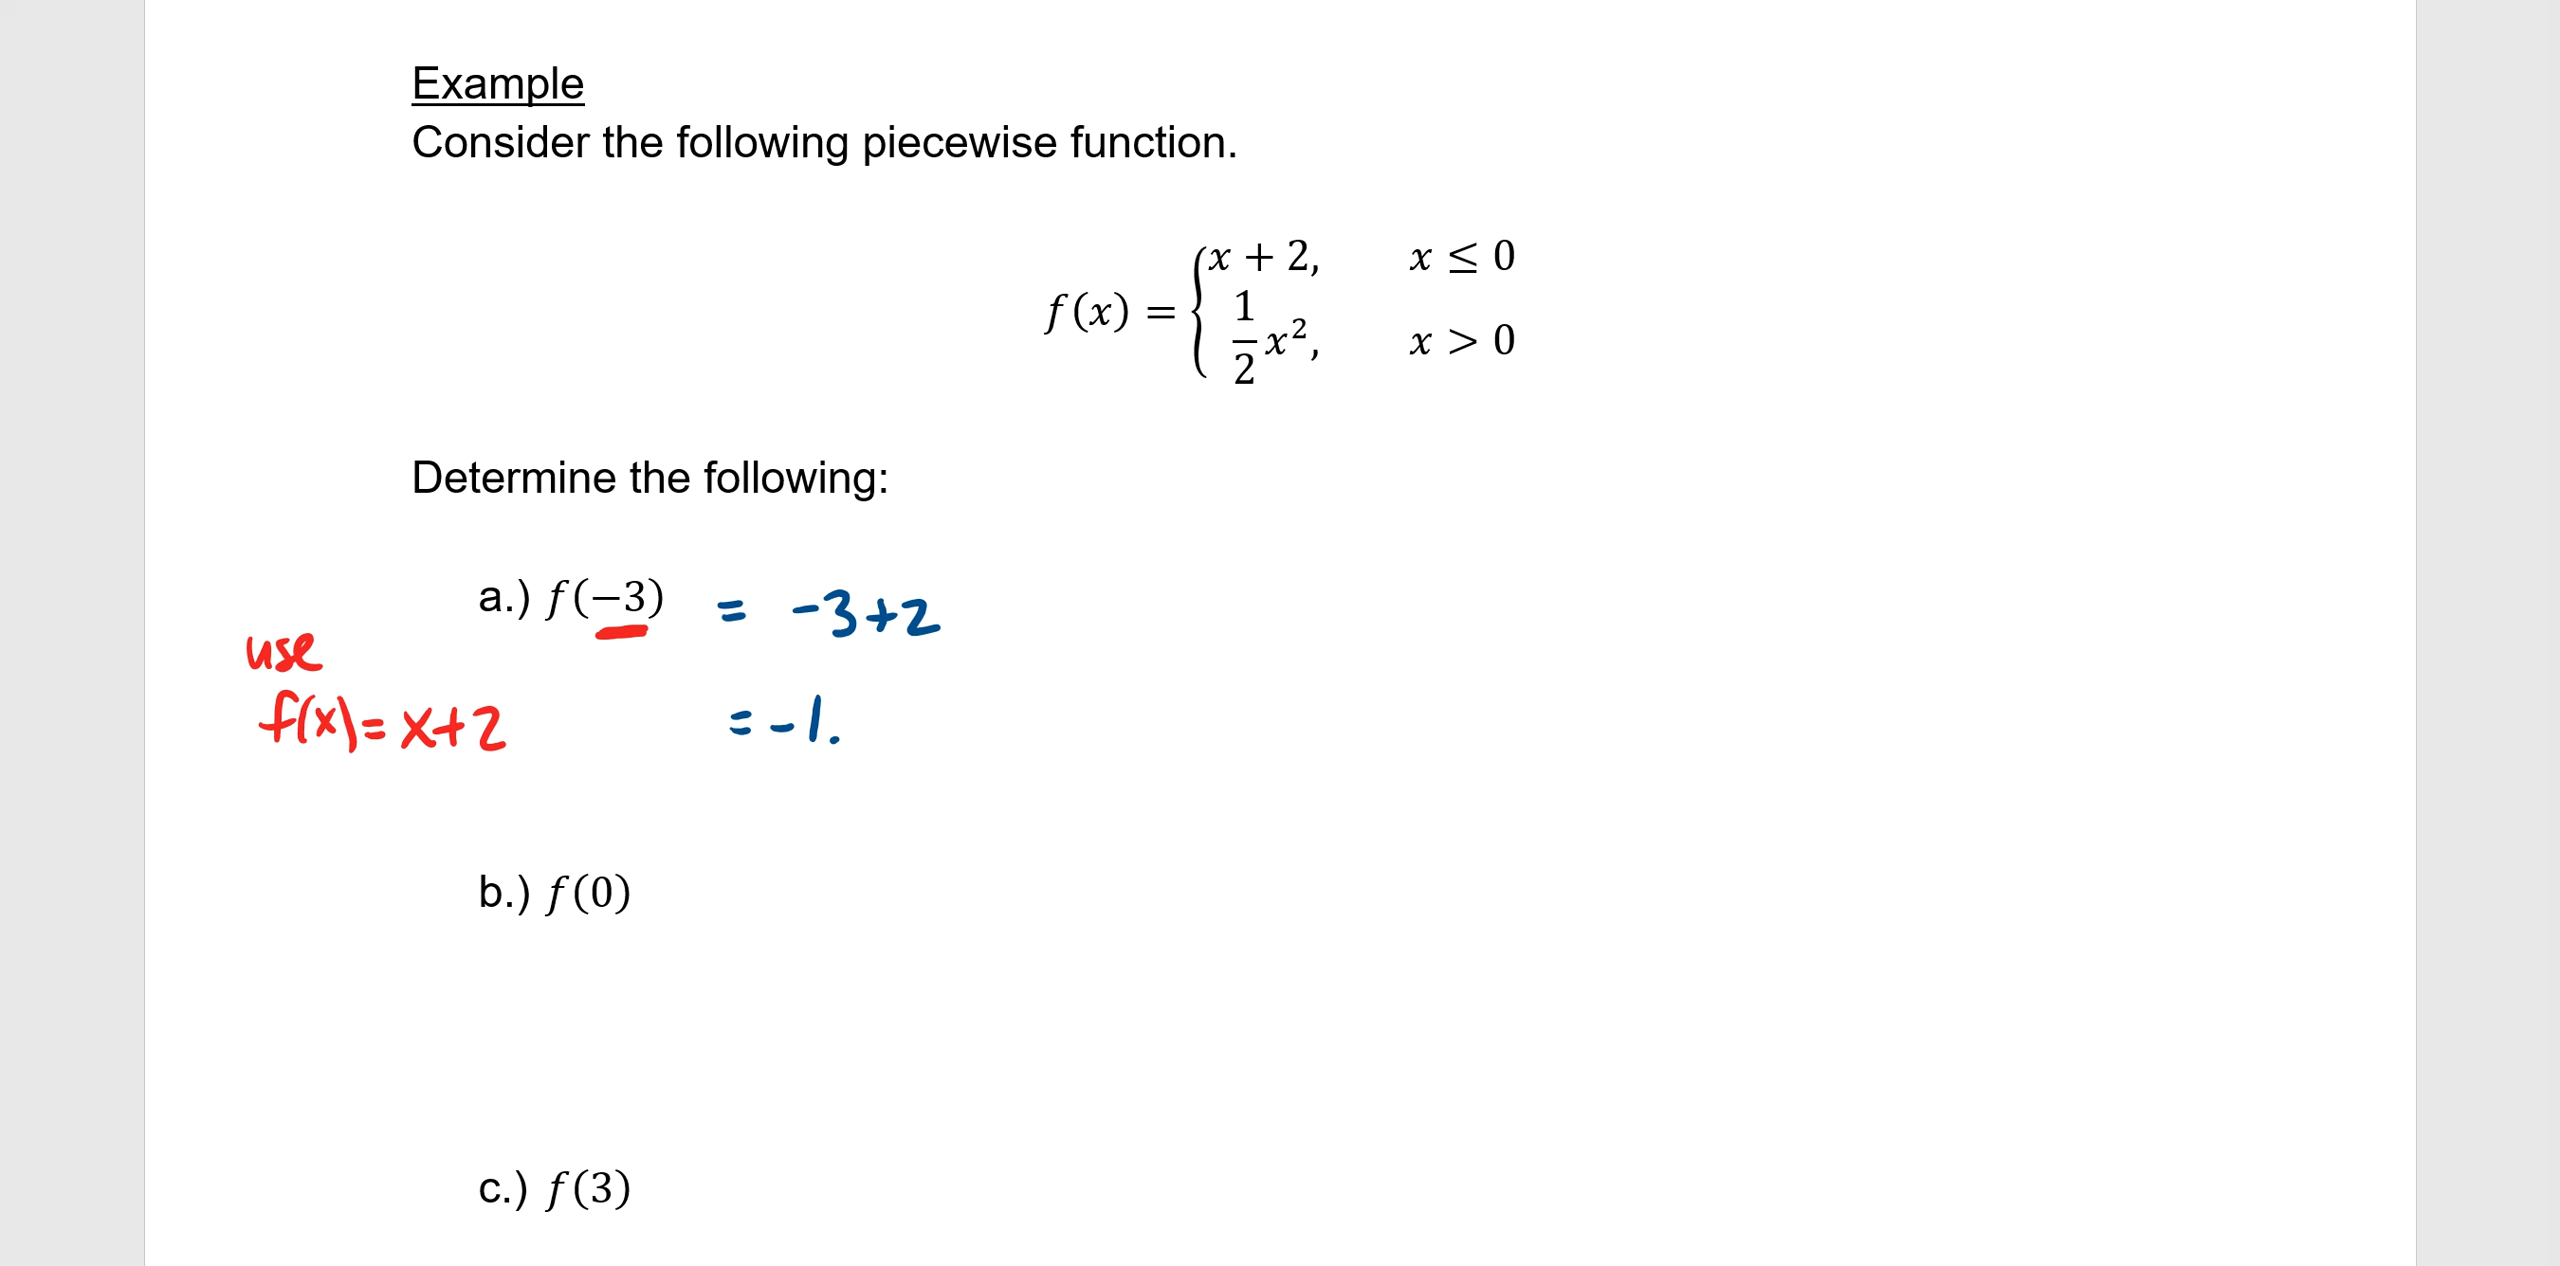 Example
Consider the following piecewise function.
f(x) = { x + 2, x ≤ 0
1/2 x², x > 0
Determine the following:
a.) f(−3) = -3+2
use
f(x)= x+2 = -1.
b.) f(0)
c.) f(3)